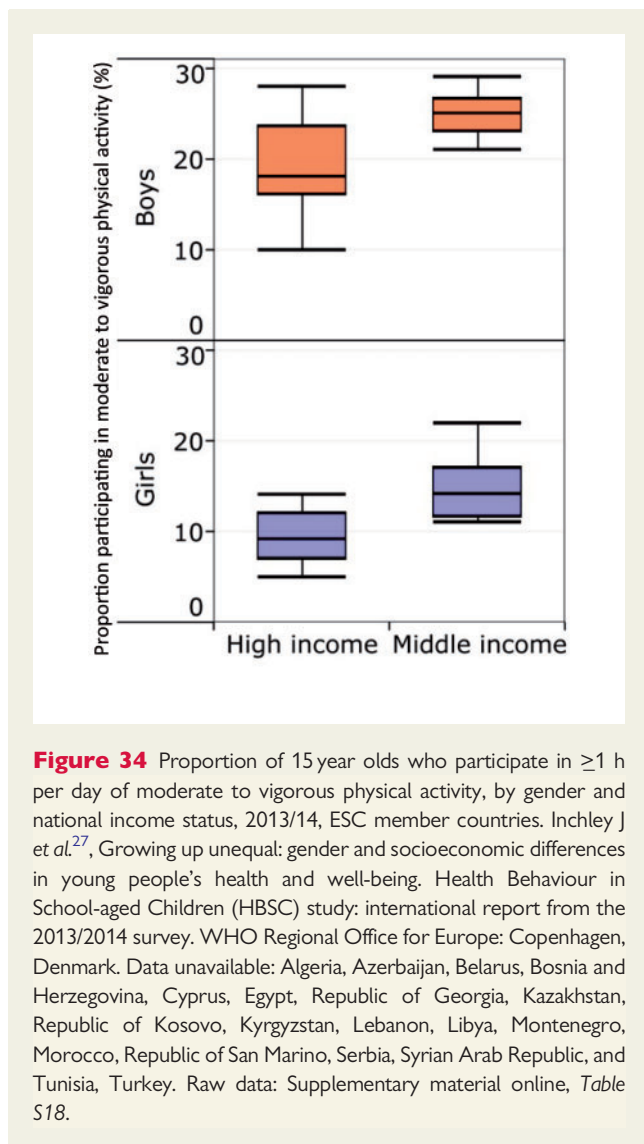 Proportion participating in moderate to vigorous physical activity (%)
Boys
30
20
10
0
Girls
30
20
10
0
High income Middle income
Figure 34 Proportion of 15 year olds who participate in ≥1 h
per day of moderate to vigorous physical activity, by gender and
national income status, 2013/14, ESC member countries. Inchley J
et al.27, Growing up unequal: gender and socioeconomic differences
in young people's health and well-being. Health Behaviour in
School-aged Children (HBSC) study: international report from the
2013/2014 survey. WHO Regional Office for Europe: Copenhagen,
Denmark. Data unavailable: Algeria, Azerbaijan, Belarus, Bosnia and
Herzegovina, Cyprus, Egypt, Republic of Georgia, Kazakhstan,
Republic of Kosovo, Kyrgyzstan, Lebanon, Libya, Montenegro,
Morocco, Republic of San Marino, Serbia, Syrian Arab Republic, and
Tunisia, Turkey. Raw data: Supplementary material online, Table
S18.